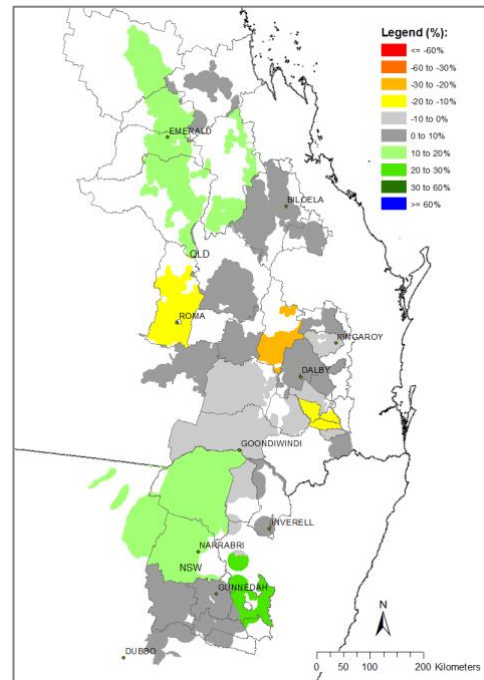 Legend (%):
<= -60%
-60 to -30%
-30 to -20%
-20 to -10%
-10 to 0%
0 to 10%
10 to 20%
20 to 30%
30 to 60%
>= 60%
EMERALD
BILOELA
QLD
ROMA
KINGAROY
DALBY
GOONDIWINDI
INVERELL
NARRABRI
NSW
GUNNEDAH
N
DUBBO
0 50 100 200 Kilometers